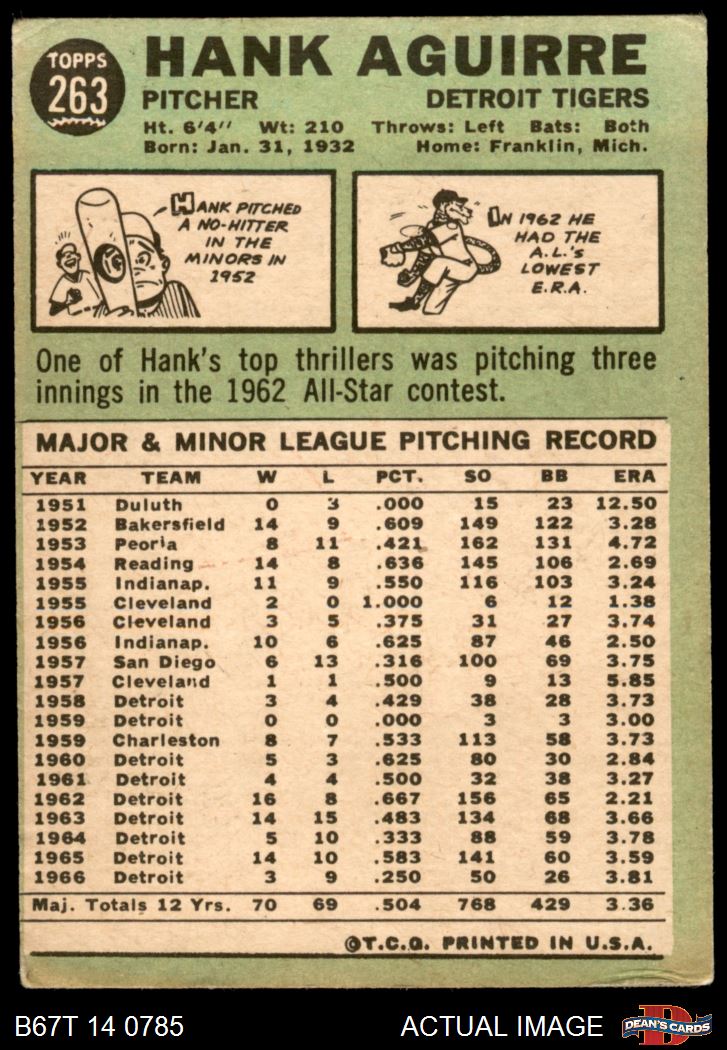 TOPPS
263
HANK AGUIRRE
PITCHER DETROIT TIGERS
Ht. 6'4" Wt: 210 Throws: Left Bats: Both
Born: Jan. 31, 1932 Home: Franklin, Mich.
HANK PITCHED
A NO-HITTER
IN THE
MINORS IN
1952
IN 1962 HE
HAD THE
A.L.'S
LOWEST
E.R.A.
One of Hank's top thrillers was pitching three
innings in the 1962 All-Star contest.
MAJOR & MINOR LEAGUE PITCHING RECORD
YEAR TEAM W L PCT. SO BB ERA
1951 Duluth 0 3 .000 15 23 12.50
1952 Bakersfield 14 9 .609 149 122 3.28
1953 Peoria 8 11 .421 162 131 4.72
1954 Reading 14 8 .636 145 106 2.69
1955 Indianap. 11 9 .550 116 103 3.24
1955 Cleveland 2 0 1.000 6 12 1.38
1956 Cleveland 3 5 .375 31 27 3.74
1956 Indianap. 10 6 .625 87 46 2.50
1957 San Diego 6 13 .316 100 69 3.75
1957 Cleveland 1 1 .500 9 13 5.85
1958 Detroit 3 4 .429 38 28 3.73
1959 Detroit 0 0 .000 3 3 3.00
1959 Charleston 8 7 .533 113 58 3.73
1960 Detroit 5 3 .625 80 30 2.84
1961 Detroit 4 4 .500 32 38 3.27
1962 Detroit 16 8 .667 156 65 2.21
1963 Detroit 14 15 .483 134 68 3.66
1964 Detroit 5 10 .333 88 59 3.78
1965 Detroit 14 10 .583 141 60 3.59
1966 Detroit 3 9 .250 50 26 3.81
Maj. Totals 12 Yrs. 70 69 .504 768 429 3.36
©T.C.G. PRINTED IN U.S.A.
B67T 14 0785 ACTUAL IMAGE
D
DEAN'S CARDS